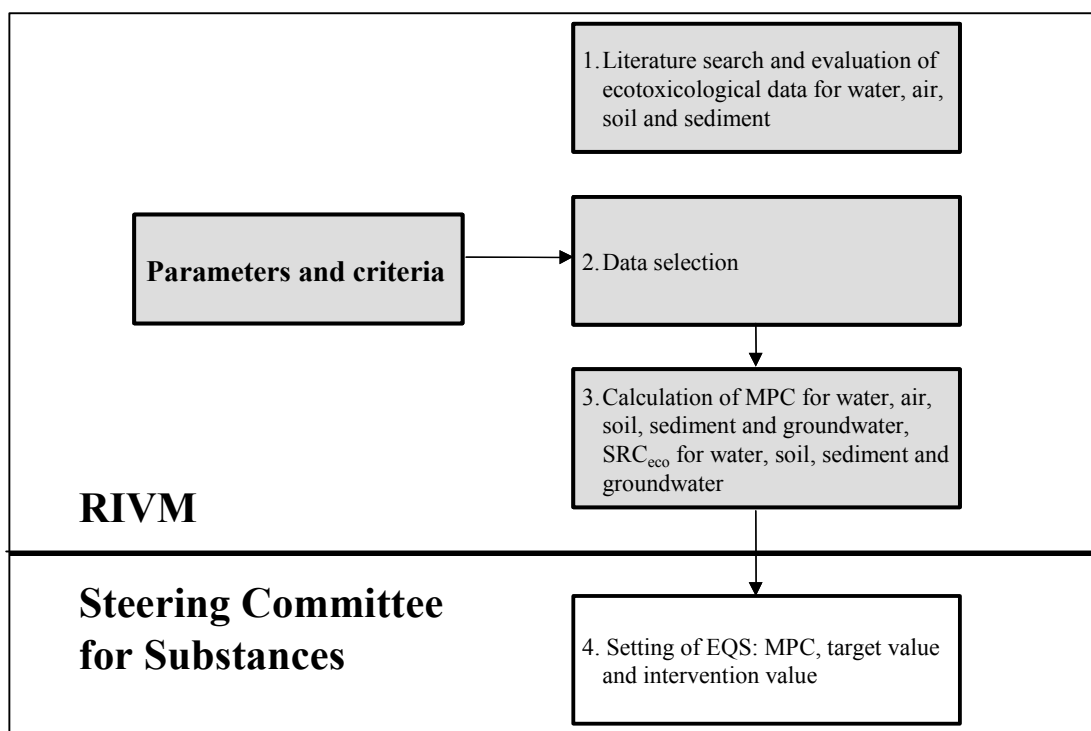 1. Literature search and evaluation of
ecotoxicological data for water, air,
soil and sediment
Parameters and criteria
2. Data selection
3. Calculation of MPC for water, air,
soil, sediment and groundwater,
SRCeco for water, soil, sediment and
groundwater
RIVM
Steering Committee
for Substances
4. Setting of EQS: MPC, target value
and intervention value